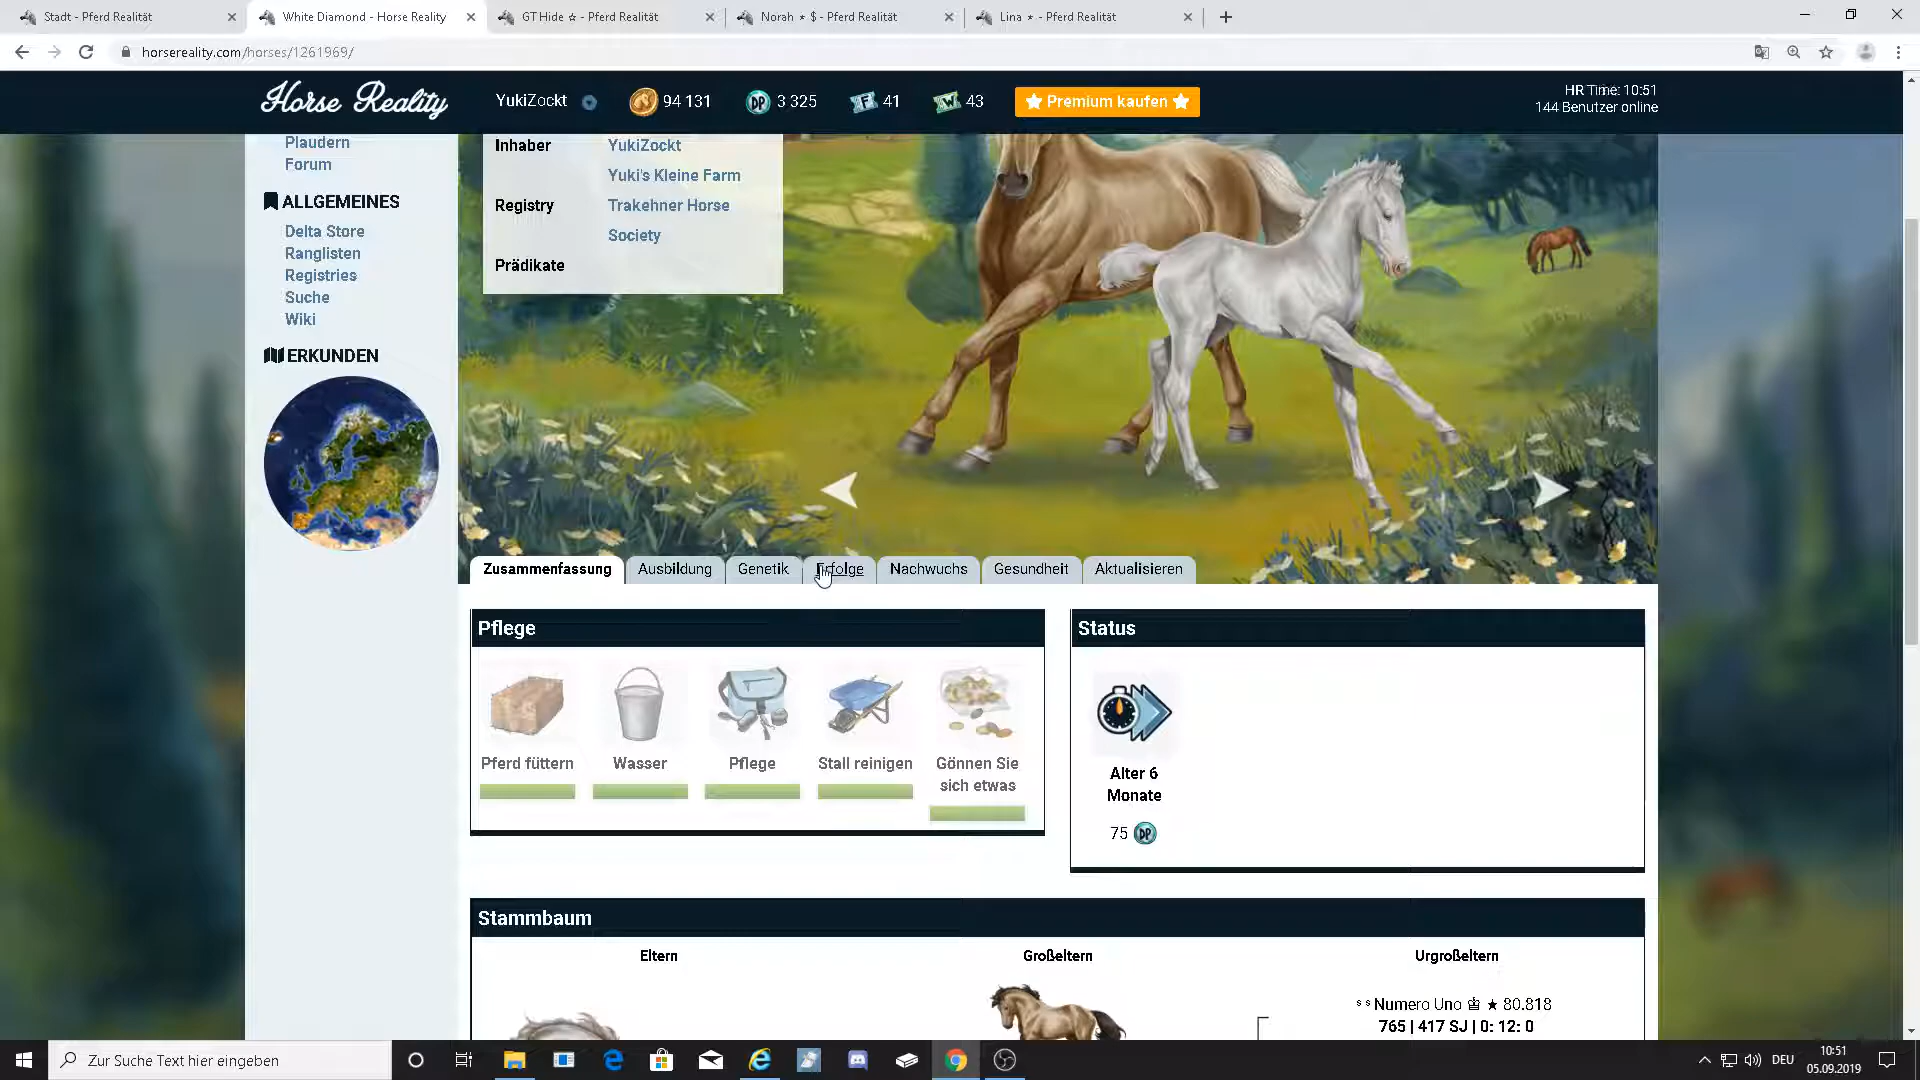 Stadt - Pferd Realität
White Diamond - Horse Reality
GT Hide ☆ - Pferd Realität
Norah ⋆ $ - Pferd Realität
Lina ⋆ - Pferd Realität
horsereality.com/horses/1261969/
Horse Reality
YukiZockt
94 131
DP 3 325
F 41
W 43
★ Premium kaufen ★
HR Time: 10:51
144 Benutzer online
Plaudern
Forum
ALLGEMEINES
Delta Store
Ranglisten
Registries
Suche
Wiki
ERKUNDEN
Inhaber YukiZockt
Yuki's Kleine Farm
Registry Trakehner Horse
Society
Prädikate
Zusammenfassung Ausbildung Genetik Erfolge Nachwuchs Gesundheit Aktualisieren
Pflege
Pferd füttern
Wasser
Pflege
Stall reinigen
Gönnen Sie
sich etwas
Status
Alter 6
Monate
75 DP
Stammbaum
Eltern
Großeltern
Urgroßeltern
ˢ ˢ Numero Uno ♔ ★ 80.818
765 | 417 SJ | 0: 12: 0
Zur Suche Text hier eingeben
DEU
10:51
05.09.2019